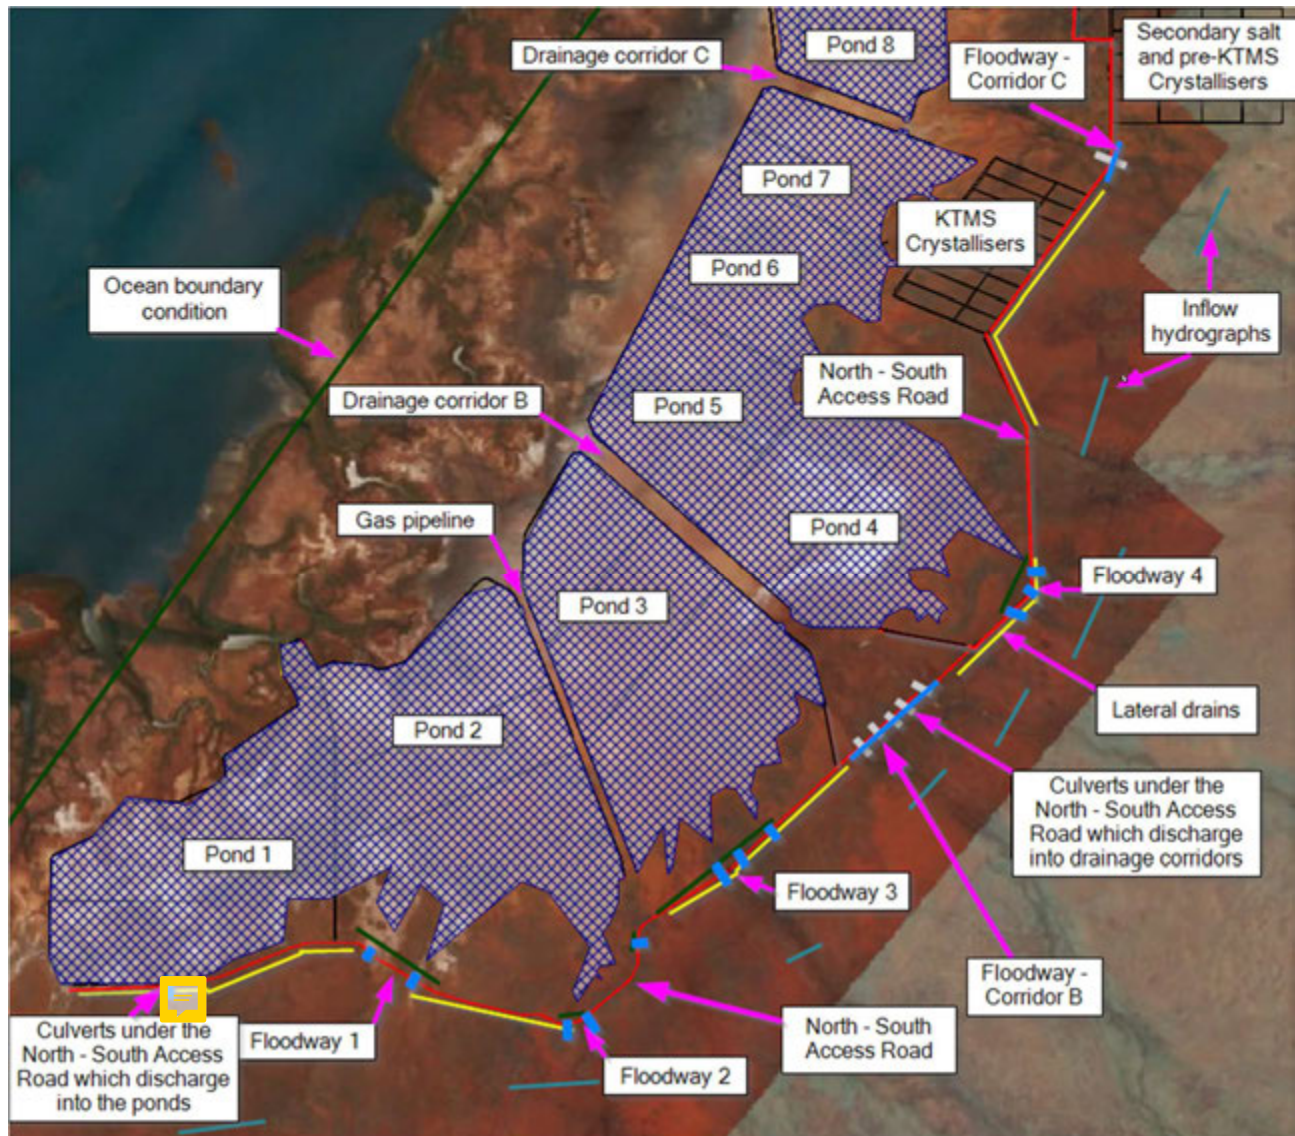 Pond 8
Secondary salt
and pre-KTMS
Crystallisers
Drainage corridor C
Floodway -
Corridor C
Pond 7
KTMS
Crystallisers
Pond 6
Ocean boundary
condition
Inflow
hydrographs
North - South
Access Road
Drainage corridor B
Pond 5
Gas pipeline
Pond 4
Floodway 4
Pond 3
Lateral drains
Pond 2
Culverts under the
North - South Access
Road which discharge
into drainage corridors
Pond 1
Floodway 3
Floodway -
Corridor B
Culverts under the
North - South Access
Road which discharge
into the ponds
Floodway 1
North - South
Access Road
Floodway 2